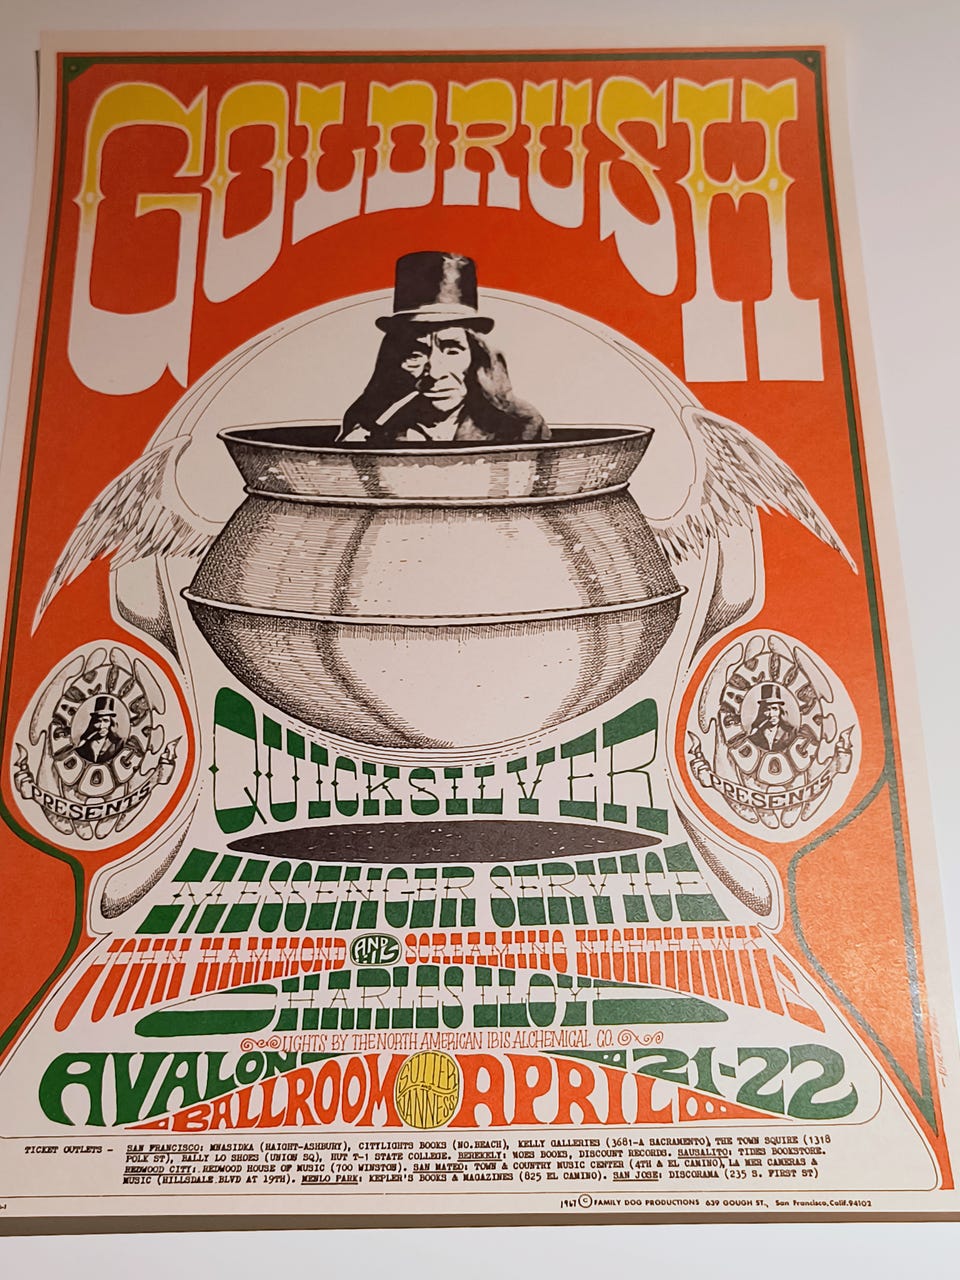 GOLDRUSH
FAMILY DOG
PRESENTS
FAMILY DOG
PRESENTS
QUICKSILVER
MESSENGER SERVICE
JOHN HAMMOND AND HIS SCREAMING NIGHTHAWKS
CHARLES LLOYD
LIGHTS BY THE NORTH AMERICAN IBIS ALCHEMICAL CO.
AVALON BALLROOM
SUTTER and VANNESS
APRIL 21-22
TICKET OUTLETS - SAN FRANCISCO: MNASIDKA (HAIGHT-ASHBURY), CITYLIGHTS BOOKS (NO.BEACH), KELLY GALLERIES (3681-A SACRAMENTO), THE TOWN SQUIRE (1318
POLK ST), BALLY LO SHOES (UNION SQ), HUT T-1 STATE COLLEGE. BEREKELY: MOES BOOKS, DISCOUNT RECORDS. SAUSALITO: TIDES BOOKSTORE.
REDWOOD CITY: REDWOOD HOUSE OF MUSIC (700 WINSTON). SAN MATEO: TOWN & COUNTRY MUSIC CENTER (4TH & EL CAMINO), LA MER CAMERAS &
MUSIC (HILLSDALE BLVD AT 19TH). MENLO PARK: KEPLER'S BOOKS & MAGAZINES (825 EL CAMINO). SAN JOSE: DISCORAMA (235 S. FIRST ST)
1967 © FAMILY DOG PRODUCTIONS 639 GOUGH ST., San Francisco, Calif. 94102